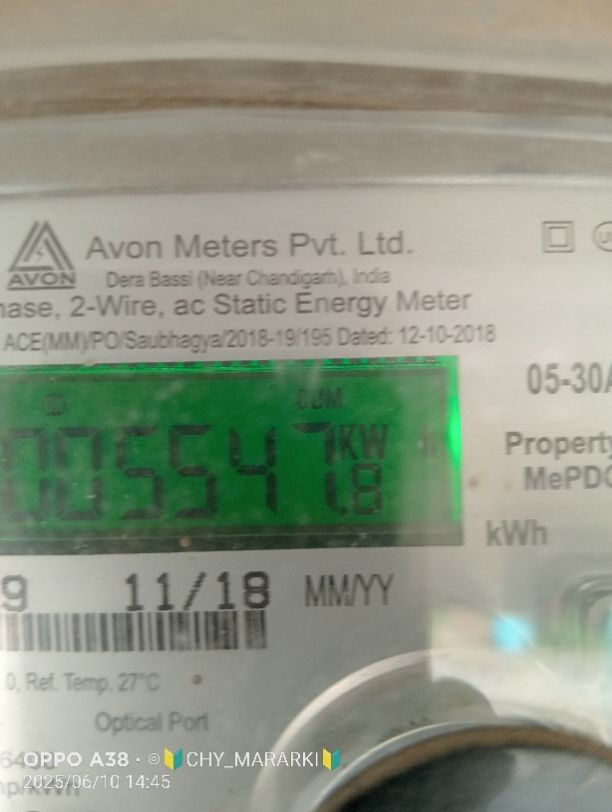 AVON
Avon Meters Pvt. Ltd.
Dera Bassi (Near Chandigarh), India
hase, 2-Wire, ac Static Energy Meter
ACE(MM)/PO/Saubhagya/2018-19/195 Dated: 12-10-2018
CUM
005547.8 KWh
05-30A
Property
MePDC
kWh
9 11/18 MM/YY
.0, Ref. Temp. 27°C
Optical Port
OPPO A38 · ©🔰CHY_MARARKI🔰
2025/06/10 14:45